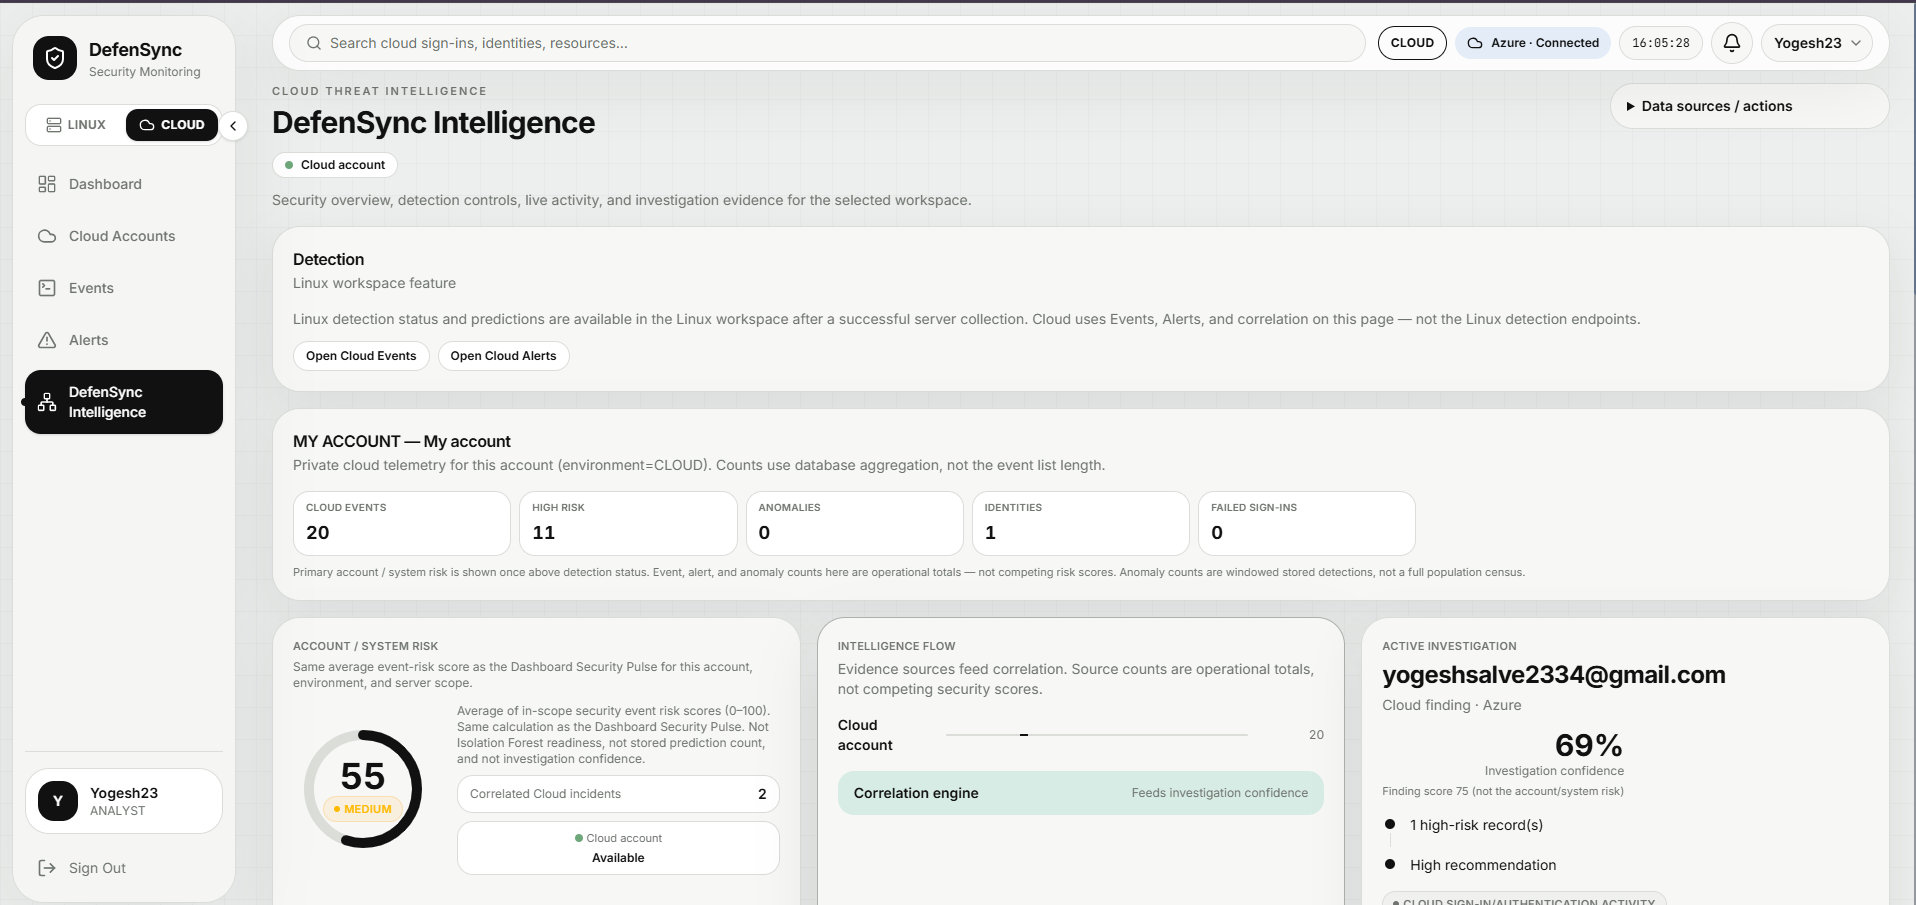 DefenSync
Security Monitoring
LINUX
CLOUD
Dashboard
Cloud Accounts
Events
Alerts
DefenSync
Intelligence
Y
Yogesh23
ANALYST
Sign Out
Search cloud sign-ins, identities, resources...
CLOUD
Azure · Connected
16:05:28
Yogesh23
CLOUD THREAT INTELLIGENCE
DefenSync Intelligence
Data sources / actions
Cloud account
Security overview, detection controls, live activity, and investigation evidence for the selected workspace.
Detection
Linux workspace feature
Linux detection status and predictions are available in the Linux workspace after a successful server collection. Cloud uses Events, Alerts, and correlation on this page — not the Linux detection endpoints.
Open Cloud Events
Open Cloud Alerts
MY ACCOUNT — My account
Private cloud telemetry for this account (environment=CLOUD). Counts use database aggregation, not the event list length.
CLOUD EVENTS
20
HIGH RISK
11
ANOMALIES
0
IDENTITIES
1
FAILED SIGN-INS
0
Primary account / system risk is shown once above detection status. Event, alert, and anomaly counts here are operational totals — not competing risk scores. Anomaly counts are windowed stored detections, not a full population census.
ACCOUNT / SYSTEM RISK
Same average event-risk score as the Dashboard Security Pulse for this account,
environment, and server scope.
55
MEDIUM
Average of in-scope security event risk scores (0–100).
Same calculation as the Dashboard Security Pulse. Not
Isolation Forest readiness, not stored prediction count,
and not investigation confidence.
Correlated Cloud incidents
2
Cloud account
Available
INTELLIGENCE FLOW
Evidence sources feed correlation. Source counts are operational totals,
not competing security scores.
Cloud
account
20
Correlation engine
Feeds investigation confidence
ACTIVE INVESTIGATION
yogeshsalve2334@gmail.com
Cloud finding · Azure
69%
Investigation confidence
Finding score 75 (not the account/system risk)
1 high-risk record(s)
High recommendation
CLOUD SIGN-IN/AUTHENTICATION ACTIVITY